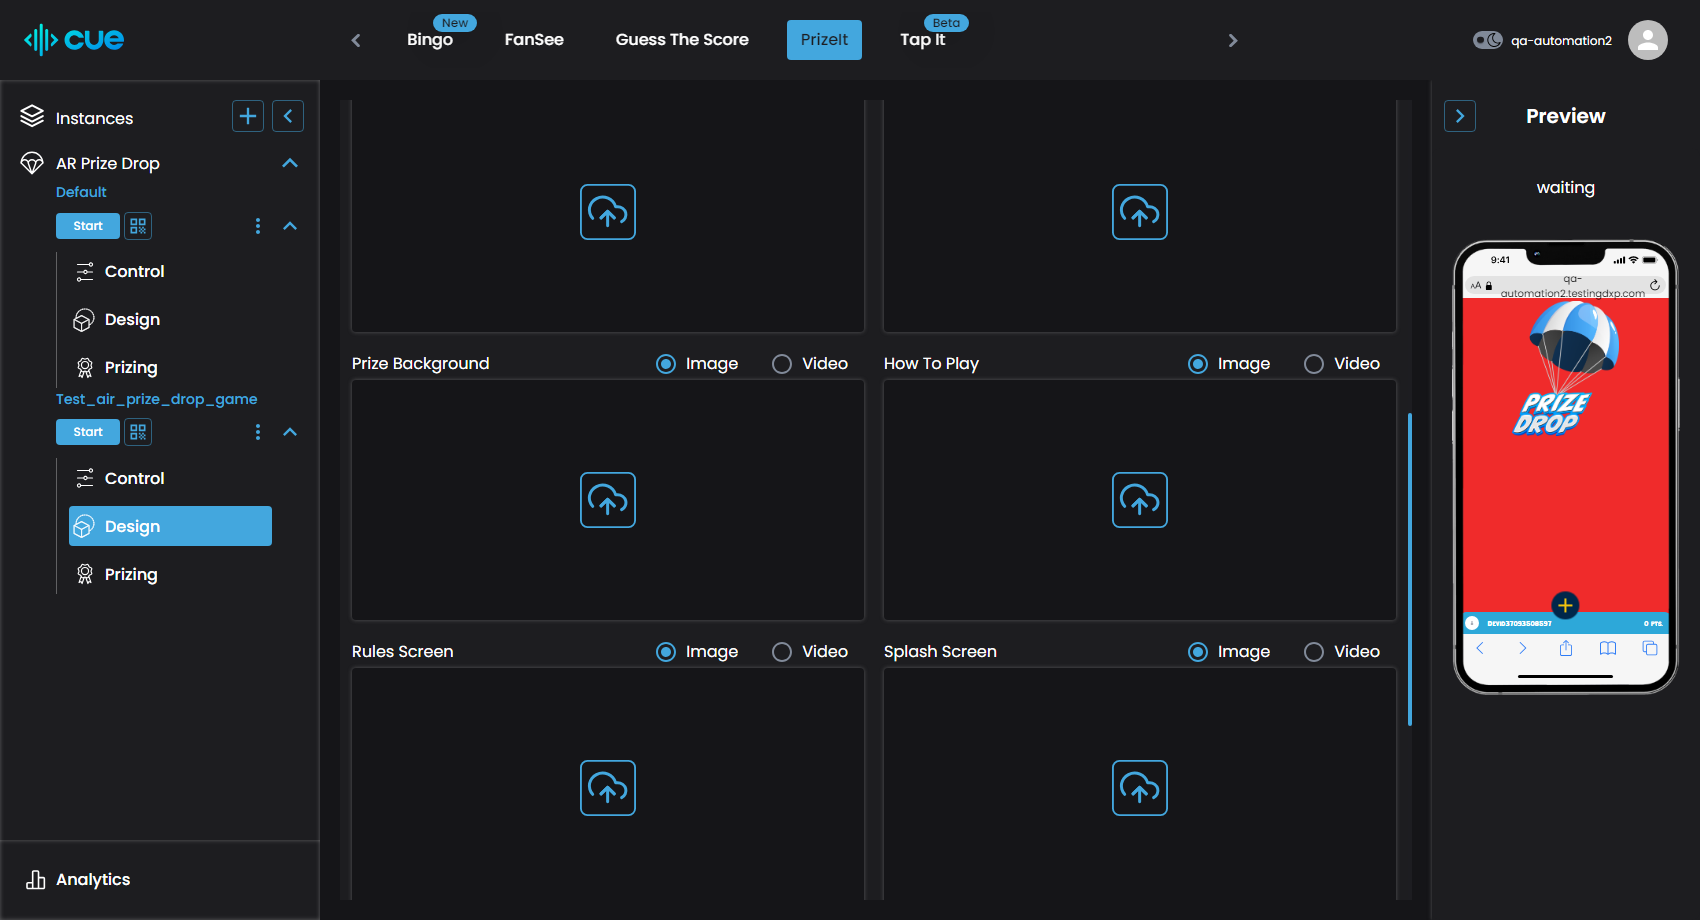 cue
Bingo
New
FanSee
Guess The Score
PrizeIt
Tap It
Beta
qa-automation2
Instances
AR Prize Drop
Default
Start
Control
Design
Prizing
Test_air_prize_drop_game
Start
Control
Design
Prizing
Analytics
Prize Background
Image
Video
How To Play
Image
Video
Rules Screen
Image
Video
Splash Screen
Image
Video
Preview
waiting
9:41
AA
qa-
automation2.testingdxp.com
PRIZE
DROP
0 PTS.